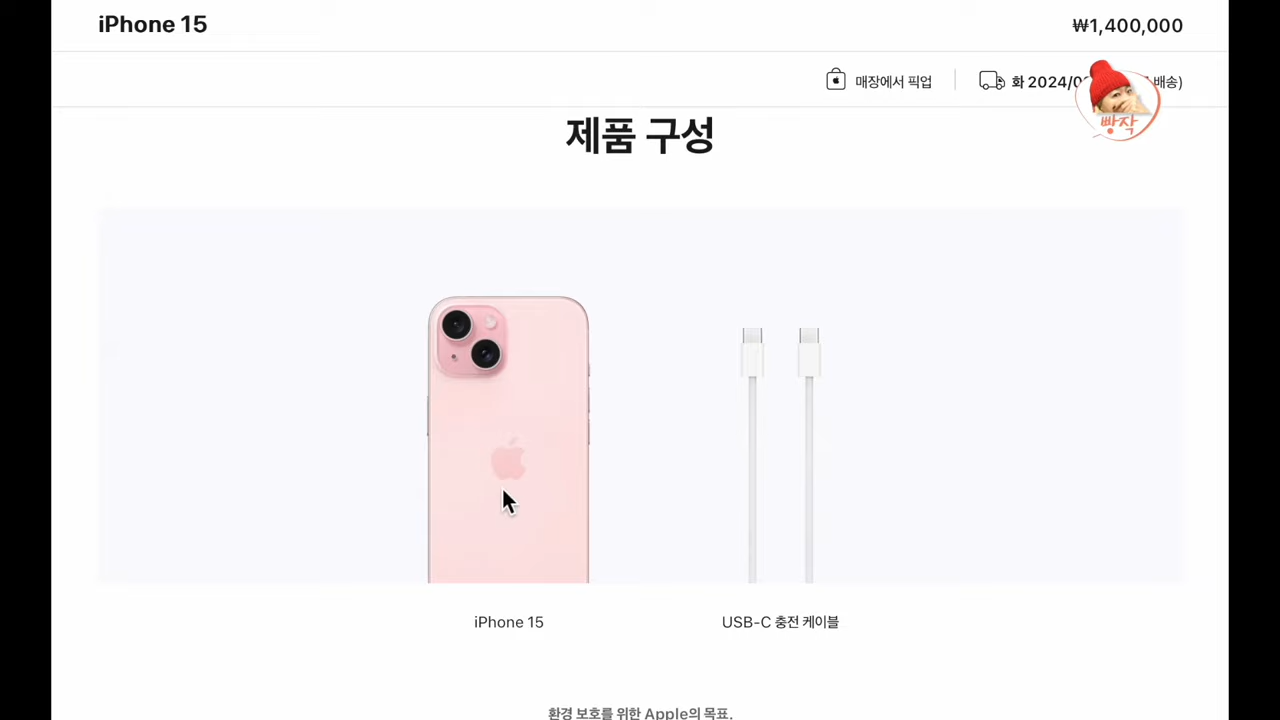 iPhone 15
₩1,400,000
매장에서 픽업
화 2024/0
배송)
빵작
제품 구성
iPhone 15
USB-C 충전 케이블
환경 보호를 위한 Apple의 목표.